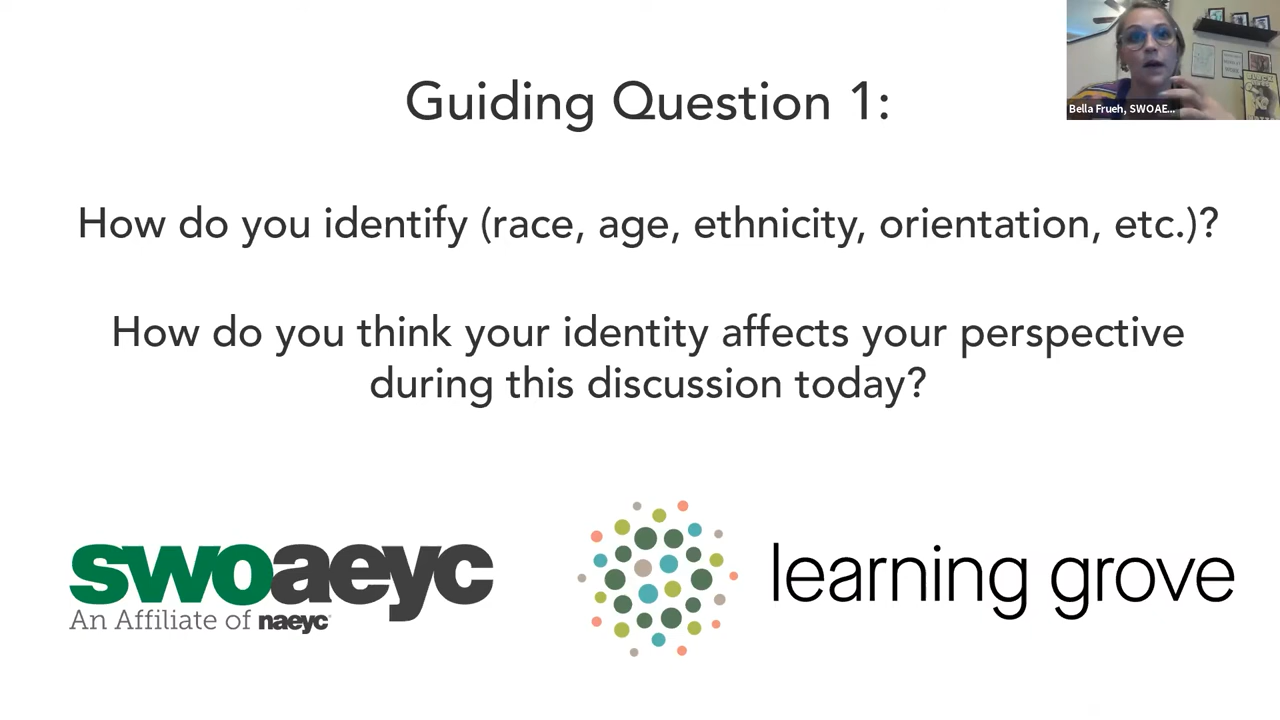 Guiding Question 1:
Bella Frueh, SWOAE...
How do you identify (race, age, ethnicity, orientation, etc.)?
How do you think your identity affects your perspective
during this discussion today?
swoaeyc
An Affiliate of naeyc
learning grove